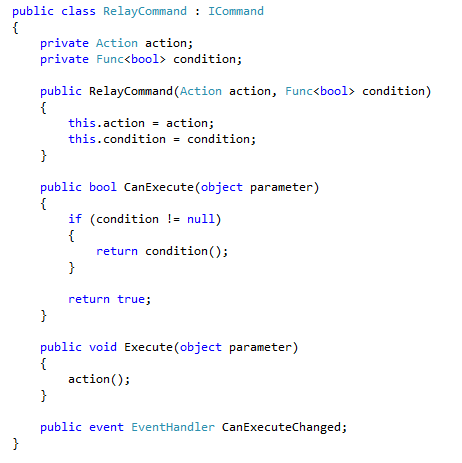 public class RelayCommand : ICommand
{
    private Action action;
    private Func<bool> condition;

    public RelayCommand(Action action, Func<bool> condition)
    {
        this.action = action;
        this.condition = condition;
    }

    public bool CanExecute(object parameter)
    {
        if (condition != null)
        {
            return condition();
        }

        return true;
    }

    public void Execute(object parameter)
    {
        action();
    }

    public event EventHandler CanExecuteChanged;
}